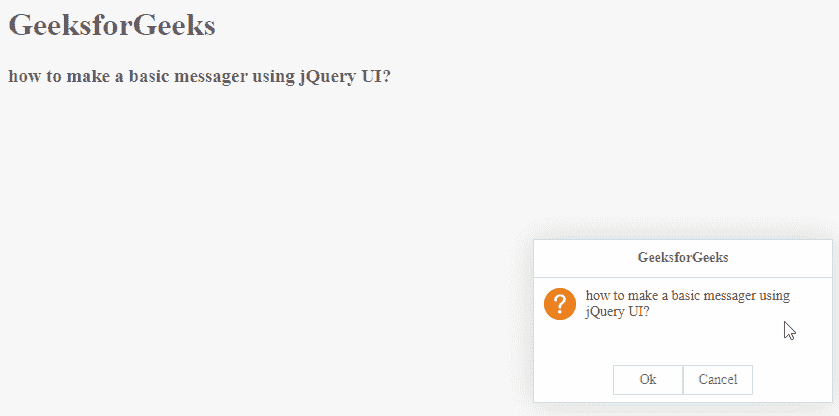 GeeksforGeeks
how to make a basic messager using jQuery UI?
GeeksforGeeks
?
how to make a basic messager using
jQuery UI?
Ok
Cancel